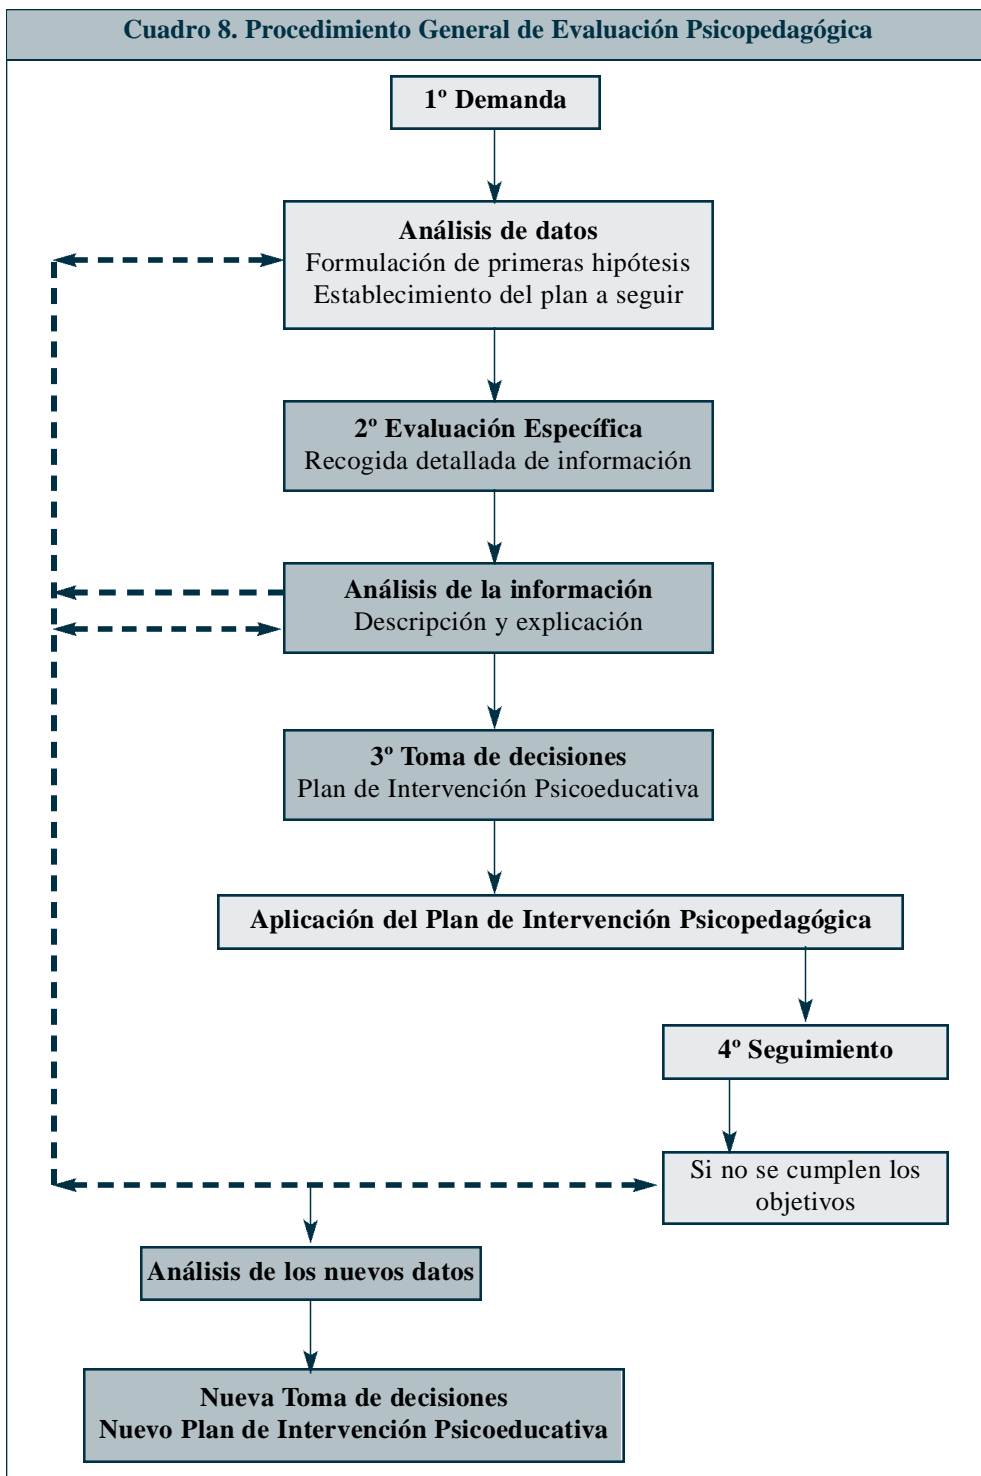 Cuadro 8. Procedimiento General de Evaluación Psicopedagógica
1º Demanda
Análisis de datos
Formulación de primeras hipótesis
Establecimiento del plan a seguir
2º Evaluación Específica
Recogida detallada de información
Análisis de la información
Descripción y explicación
3º Toma de decisiones
Plan de Intervención Psicoeducativa
Aplicación del Plan de Intervención Psicopedagógica
4º Seguimiento
Si no se cumplen los
objetivos
Análisis de los nuevos datos
Nueva Toma de decisiones
Nuevo Plan de Intervención Psicoeducativa